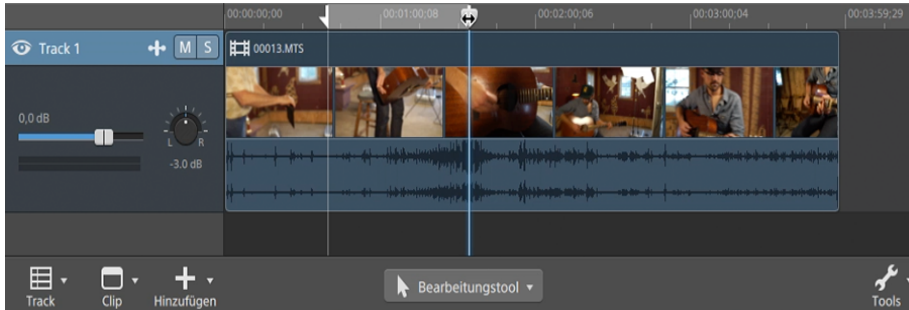 00:00:00;00 00:01:00;08 00:02:00;06 00:03:00;04 00:03:59;29
Track 1 M S 00013.MTS
0,0 dB
L R
-3.0 dB
Track Clip Hinzufügen Bearbeitungstool Tools